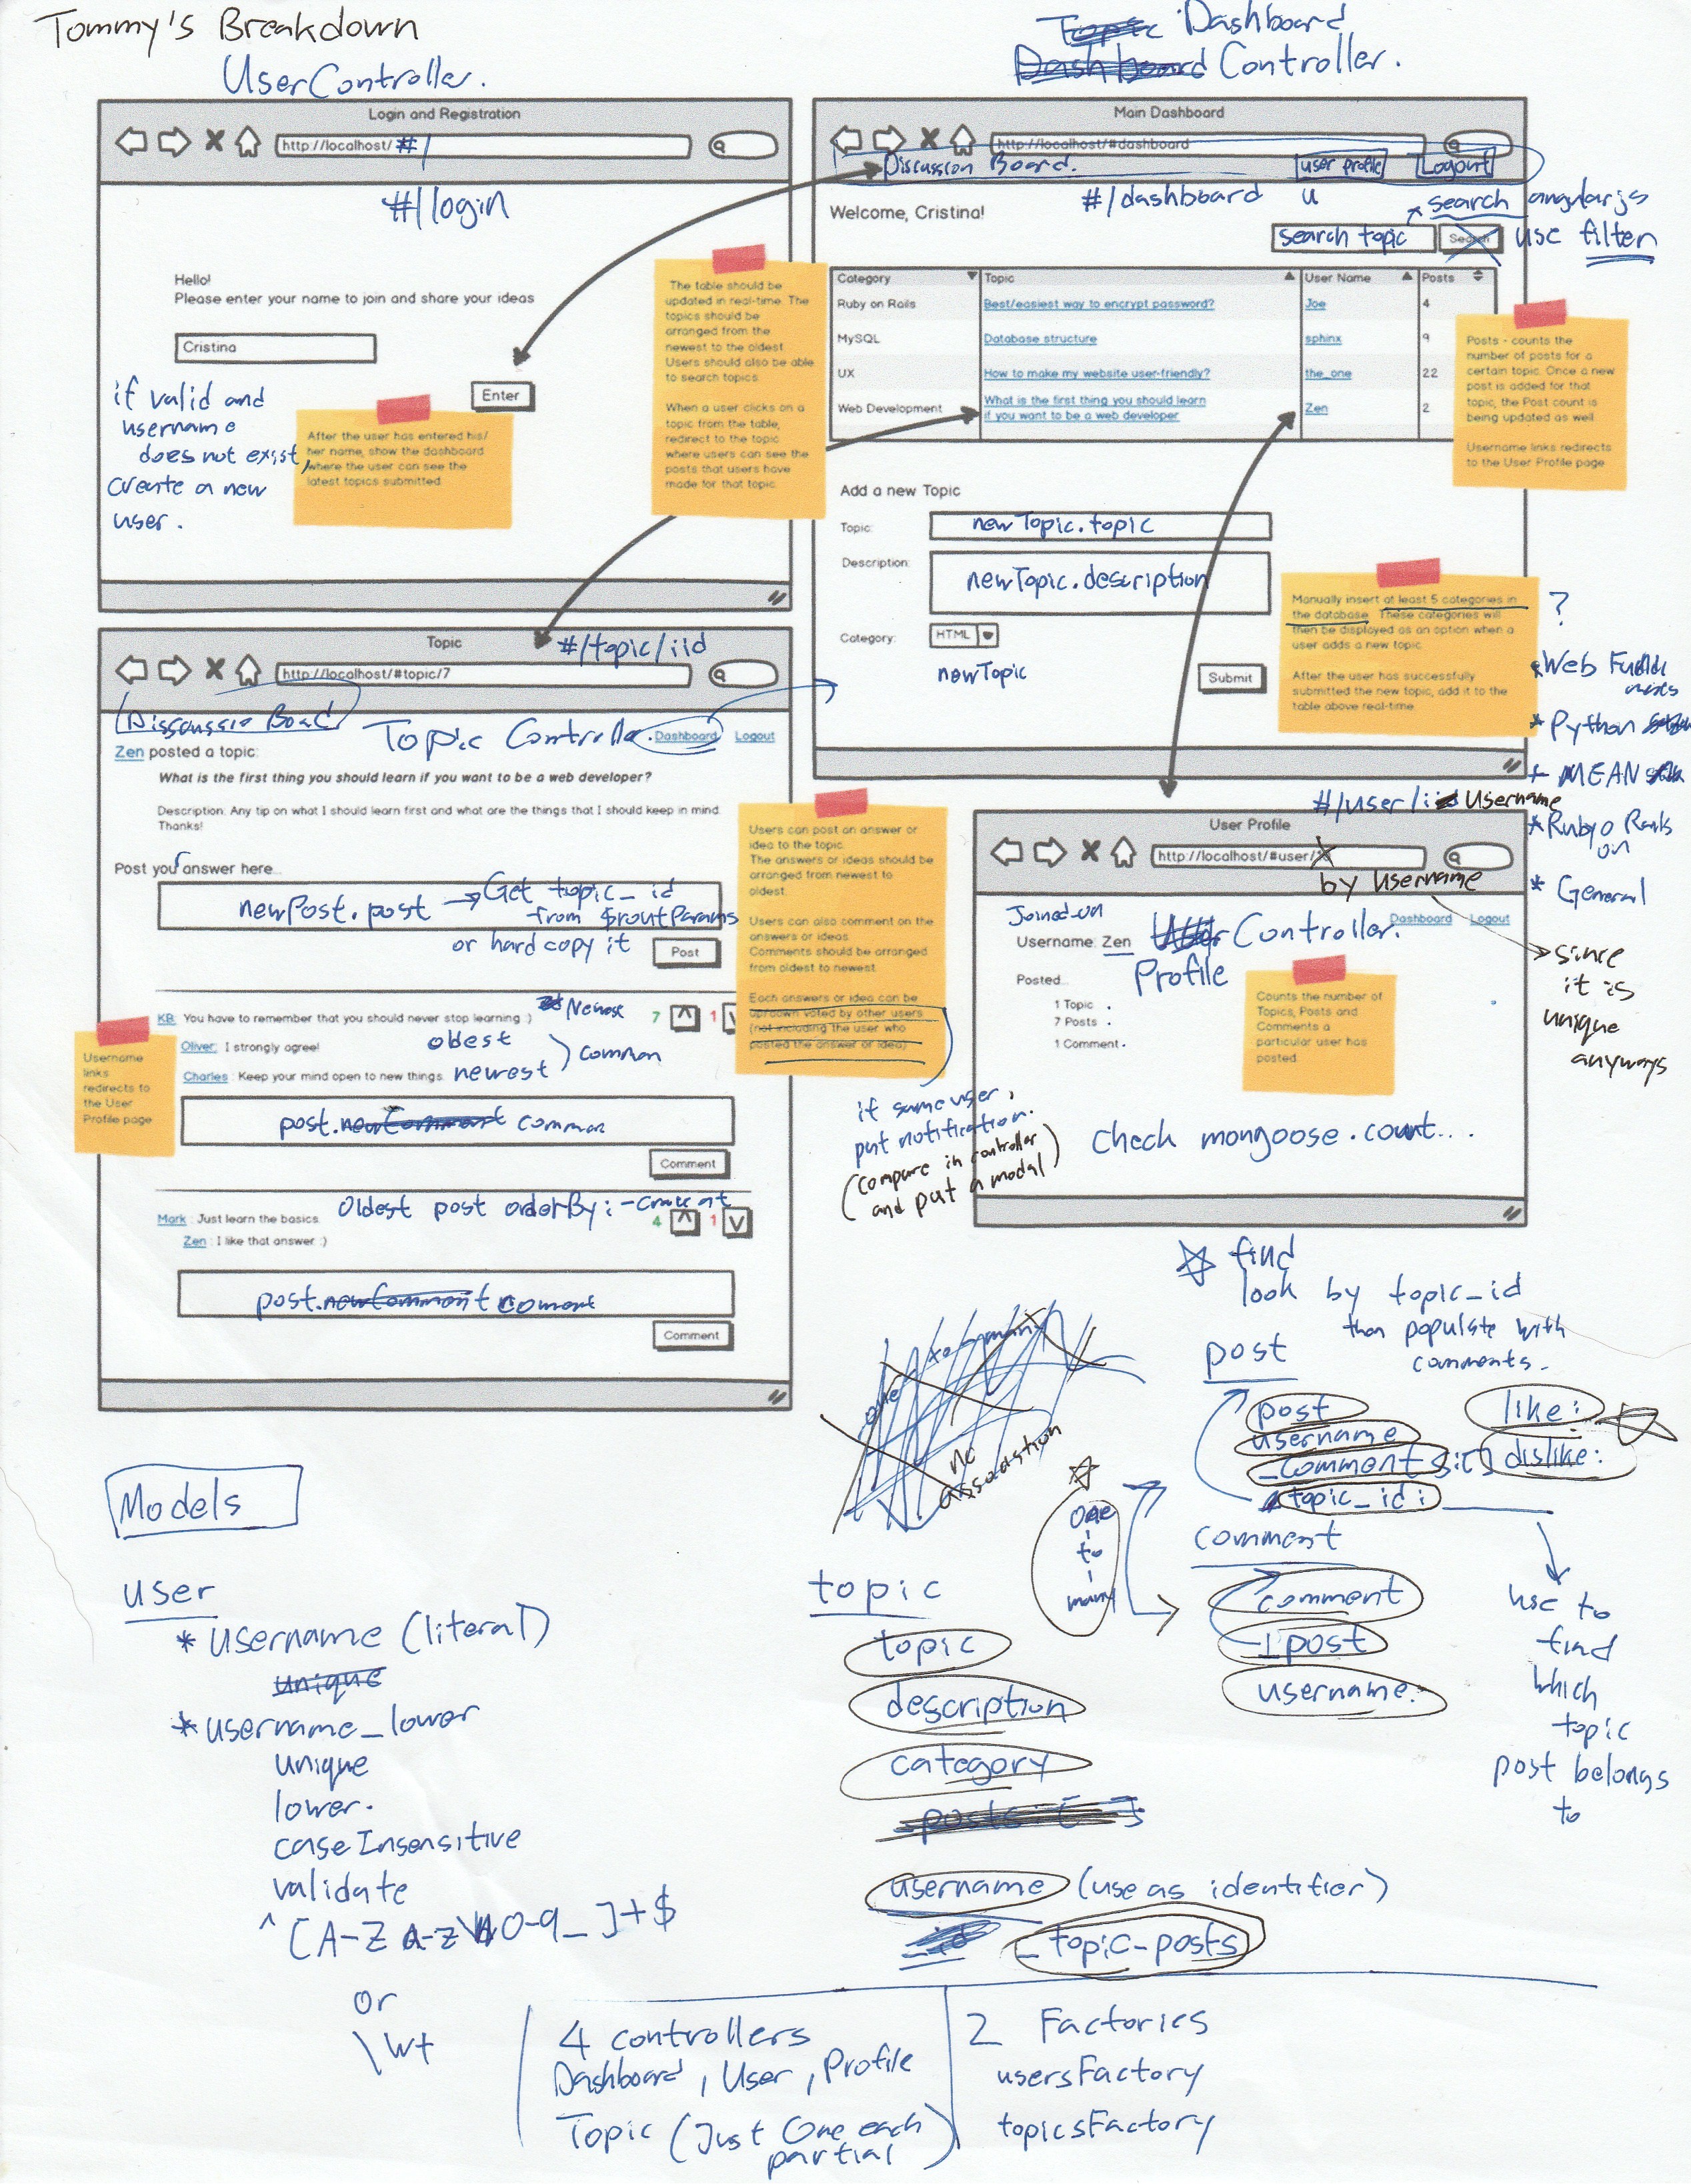 Tommy's Breakdown
UserController.
Login and Registration
http://localhost/ #/
#/login
Hello!
Please enter your name to join and share your ideas
Cristina
Enter
if valid and
username
does not exist,
create a new
user.
After the user has entered his/
her name, show the dashboard
where the user can see the
latest topics submitted.
The table should be
updated in real-time. The
topics should be
arranged from the
newest to the oldest.
Users should also be able
to search topics.
When a user clicks on a
topic from the table,
redirect to the topic
where users can see the
posts that users have
made for that topic.
Topic Dashboard
Dashboard Controller.
Main Dashboard
http://localhost/#dashboard
Discussion Board.
user profile
Logout
#/dashboard
u
search angularjs
use filter
Welcome, Cristina!
search topic
Search
Category Topic User Name Posts
Ruby on Rails Best/easiest way to encrypt password? Joe 4
MySQL Database structure sphinx 9
UX How to make my website user-friendly? the_one 22
Web Development What is the first thing you should learn
if you want to be a web developer Zen 2
Posts - counts the
number of posts for a
certain topic. Once a new
post is added for that
topic, the Post count is
being updated as well.
Username links redirects
to the User Profile page
Add a new Topic
Topic: newTopic.topic
Description: newTopic.description
Category: HTML
newTopic
Submit
Manually insert at least 5 categories in
the database. These categories will
then be displayed as an option when a
user adds a new topic.
After the user has successfully
submitted the new topic, add it to the
table above real-time.
?
* Web
* Python
* MEAN
* Ruby o Rails
on
* General
Topic
#/topic/iid
http://localhost/#topic/7
Topic Controller.
Dashboard Logout
Zen posted a topic:
What is the first thing you should learn if you want to be a web developer?
Description: Any tip on what I should learn first and what are the things that I should keep in mind.
Thanks!
Post you r answer here...
newPost.post → Get topic_id
from $routParams
or hard copy it
Post
KB: You have to remember that you should never stop learning :)
Newest
7 ^ 1 V
Oliver: I strongly agree!
oldest
Charles : Keep your mind open to new things.
newest
post.newComment common
Comment
Oldest post orderBy:
Mark : Just learn the basics.
4 ^ 1 V
Zen : I like that answer :)
post.newComment
Comment
Username
links
redirects to
the User
Profile page
Users can post an answer or
idea to the topic.
The answers or ideas should be
arranged from newest to
oldest.
Users can also comment on the
answers or ideas.
Comments should be arranged
from oldest to newest.
Each answers or idea can be
up/down voted by other users
(not including the user who
posted the answer or idea)
if same user,
put notification.
(compare in controller
and put a modal)
#/user/iid Username
User Profile
http://localhost/#user/
by username
since
it is
unique
anyways
Joined-on
Dashboard Logout
Username: Zen
User Controller.
Profile
Posted...
1 Topic
7 Posts
1 Comment
Counts the number of
Topics, Posts and
Comments a
particular user has
posted.
Check mongoose.count...
☆ find
look by topic_id
than populate with
comments.
no
association
one
to
many
post
post
username
_comments:[]
topic_id:
like:
dislike:
comment
comment
_post
username.
use to
find
which
topic
post belongs
to
Models
user
* username (literal)
unique
* username_lower
unique
lower.
caseInsensitive
validate
^[A-Z a-z 0-9_]+$
or
\w+
topic
topic
description
category
posts: [ ]
username (use as identifier)
_id _topic-posts
4 controllers
Dashboard, User, Profile
Topic (Just One each
partial)
2 Factories
usersFactory
topicsFactory